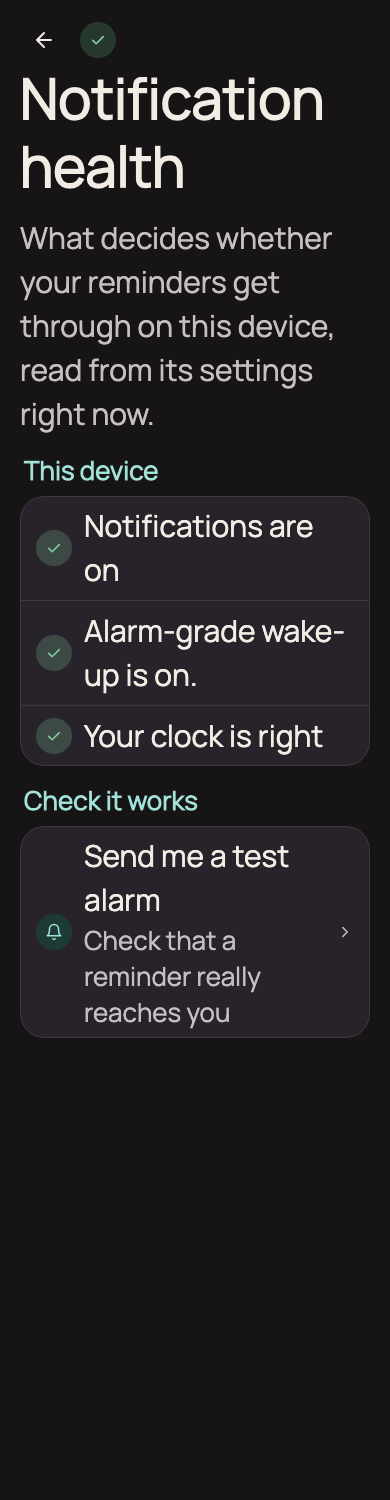 Notification
health
What decides whether
your reminders get
through on this device,
read from its settings
right now.
This device
Notifications are
on
Alarm-grade wake-
up is on.
Your clock is right
Check it works
Send me a test
alarm
Check that a
reminder really
reaches you